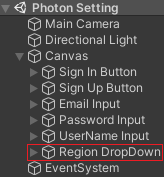 Photon Setting
Main Camera
Directional Light
Canvas
Sign In Button
Sign Up Button
Email Input
Password Input
UserName Input
Region DropDown
EventSystem